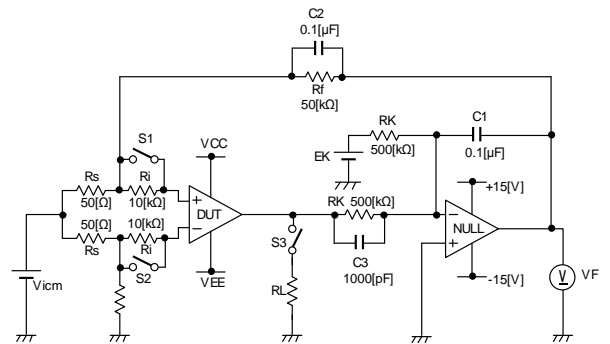 C2
0.1[µF]
Rf
50[kΩ]
S1
VCC
RK
500[kΩ]
C1
0.1[µF]
EK
Rs
50[Ω]
Ri
10[kΩ]
RK 500[kΩ]
+15[V]
+
DUT
-
50[Ω]
10[kΩ]
Rs
Ri
S2
VEE
S3
C3
1000[pF]
-
NULL
+
-15[V]
Vicm
RL
V
VF